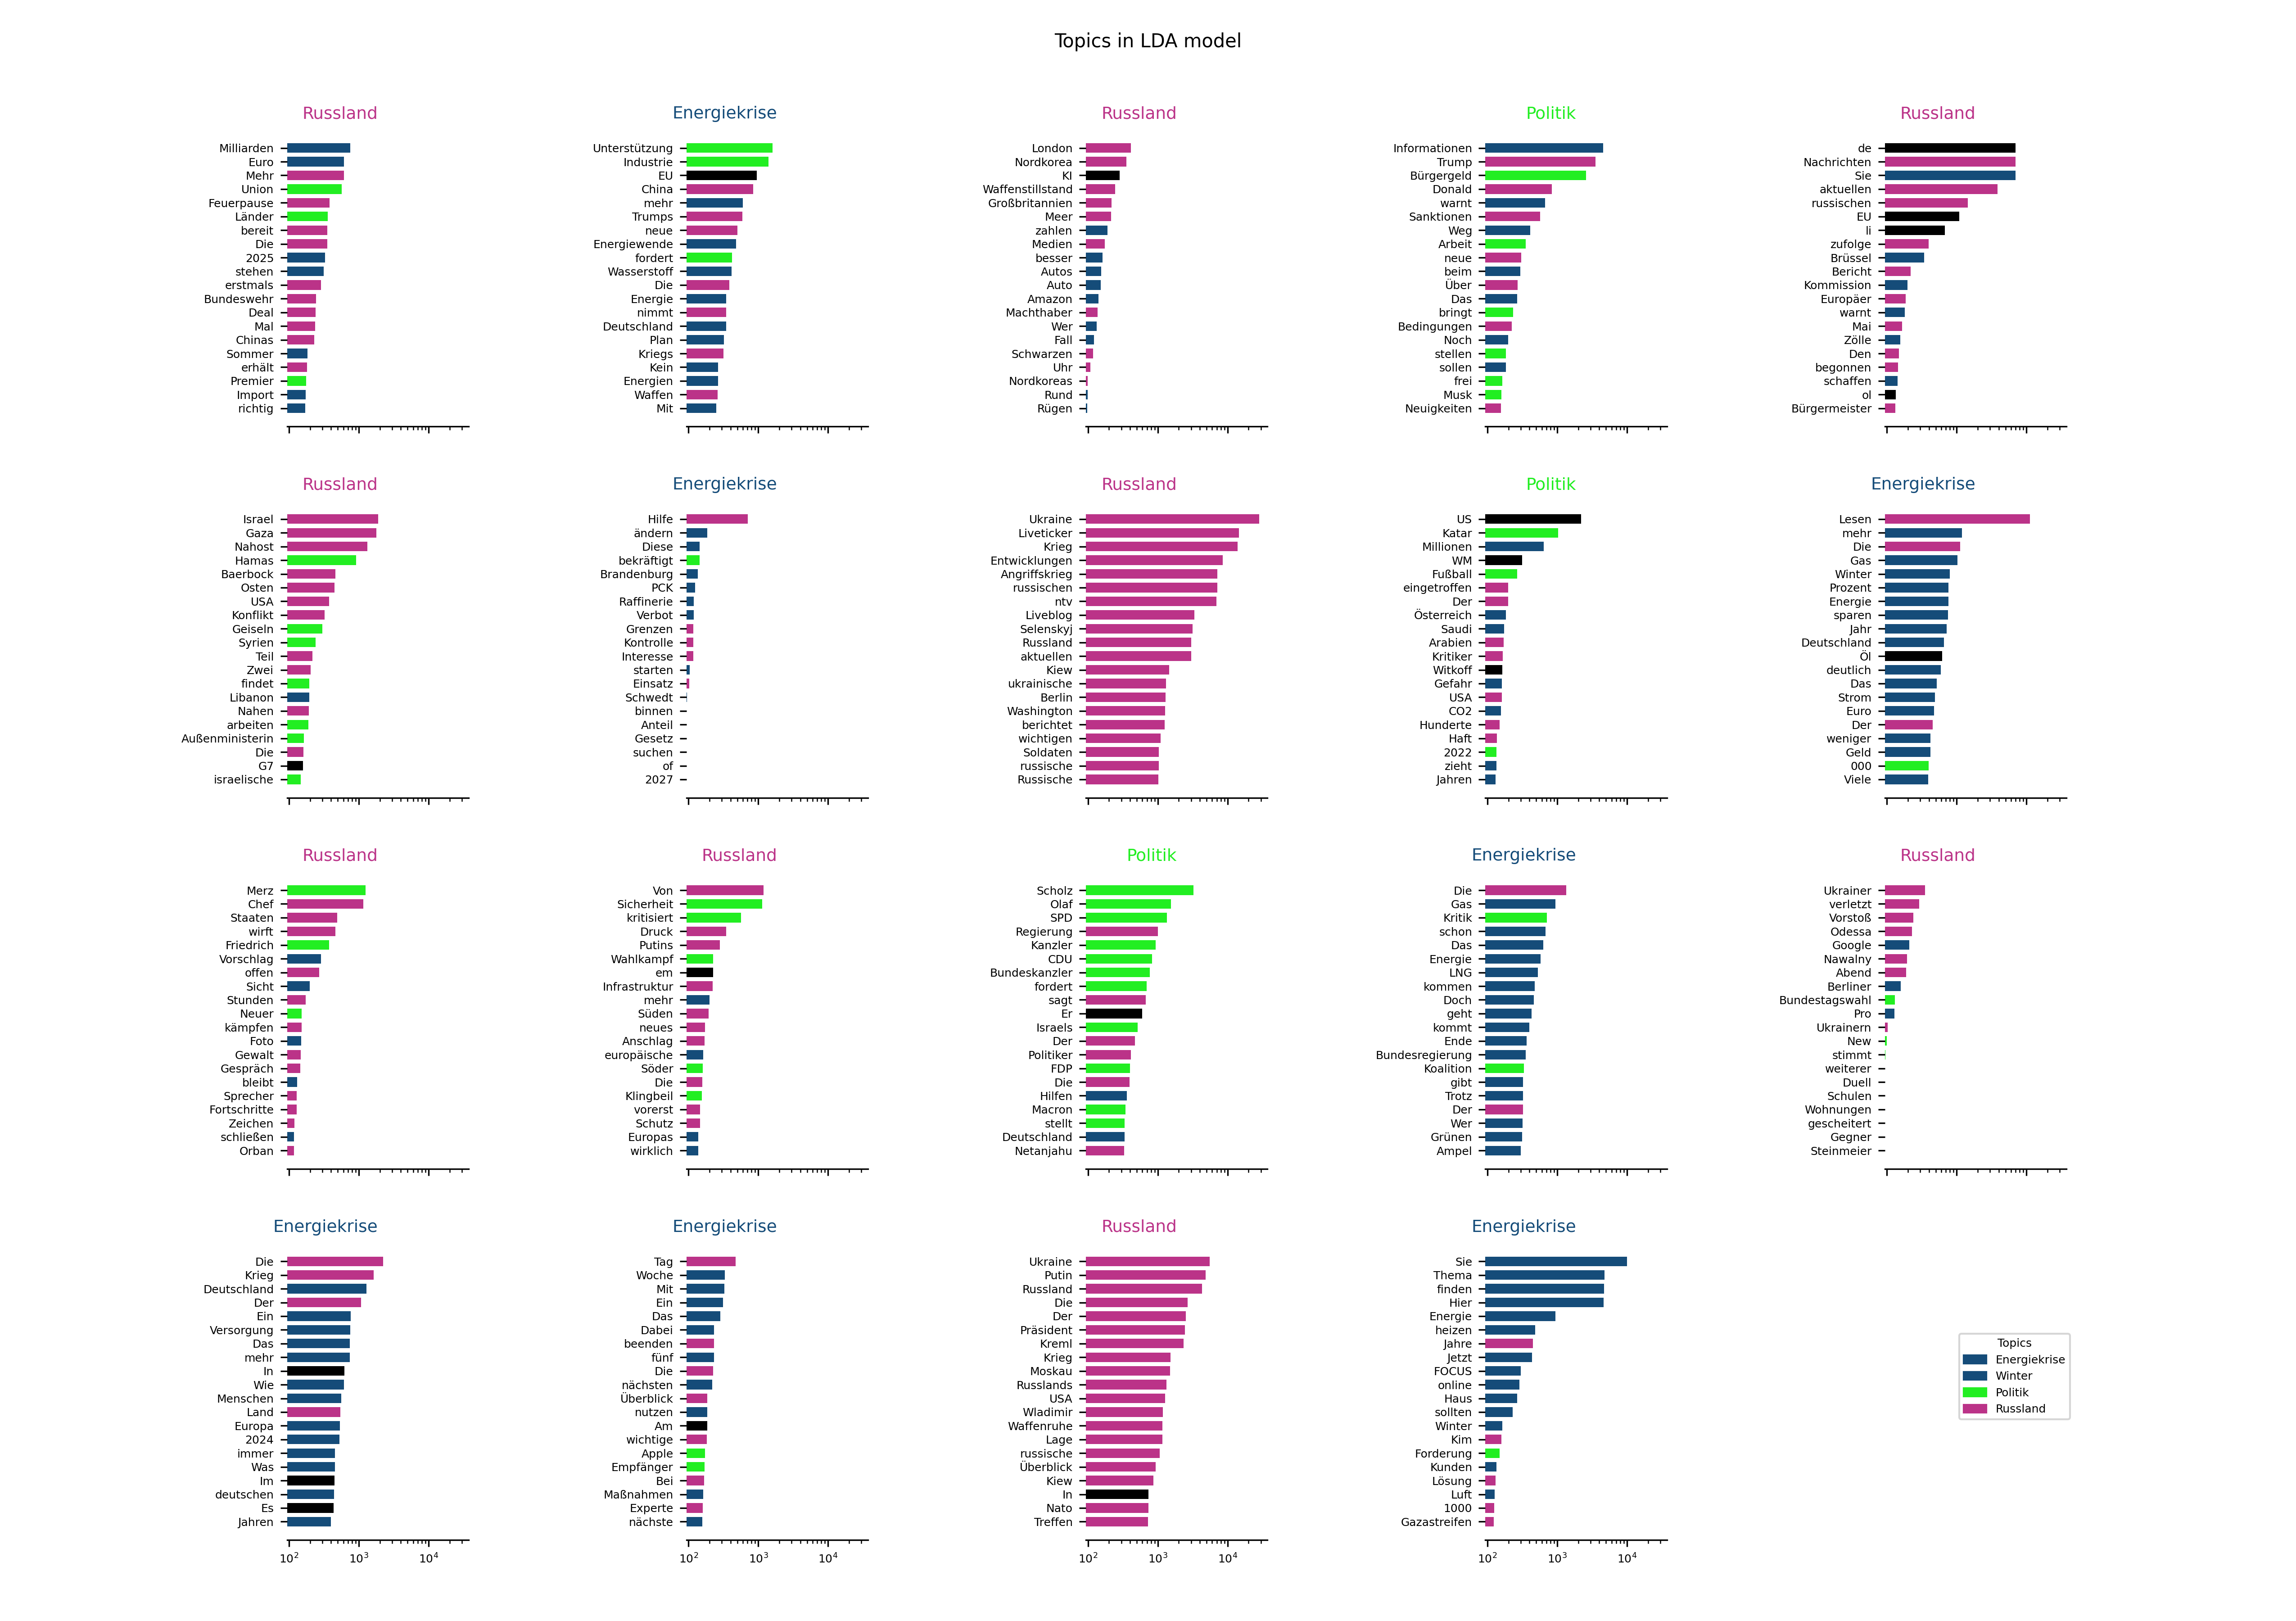 Topics in LDA model
Russland
Milliarden
Euro
Mehr
Union
Feuerpause
Länder
bereit
Die
2025
stehen
erstmals
Bundeswehr
Deal
Mal
Chinas
Sommer
erhält
Premier
Import
richtig
Energiekrise
Unterstützung
Industrie
EU
China
mehr
Trumps
neue
Energiewende
fordert
Wasserstoff
Die
Energie
nimmt
Deutschland
Plan
Kriegs
Kein
Energien
Waffen
Mit
Russland
London
Nordkorea
KI
Waffenstillstand
Großbritannien
Meer
zahlen
Medien
besser
Autos
Auto
Amazon
Machthaber
Wer
Fall
Schwarzen
Uhr
Nordkoreas
Rund
Rügen
Politik
Informationen
Trump
Bürgergeld
Donald
warnt
Sanktionen
Weg
Arbeit
neue
beim
Über
Das
bringt
Bedingungen
Noch
stellen
sollen
frei
Musk
Neuigkeiten
Russland
de
Nachrichten
Sie
aktuellen
russischen
EU
li
zufolge
Brüssel
Bericht
Kommission
Europäer
warnt
Mai
Zölle
Den
begonnen
schaffen
ol
Bürgermeister
Russland
Israel
Gaza
Nahost
Hamas
Baerbock
Osten
USA
Konflikt
Geiseln
Syrien
Teil
Zwei
findet
Libanon
Nahen
arbeiten
Außenministerin
Die
G7
israelische
Energiekrise
Hilfe
ändern
Diese
bekräftigt
Brandenburg
PCK
Raffinerie
Verbot
Grenzen
Kontrolle
Interesse
starten
Einsatz
Schwedt
binnen
Anteil
Gesetz
suchen
of
2027
Russland
Ukraine
Liveticker
Krieg
Entwicklungen
Angriffskrieg
russischen
ntv
Liveblog
Selenskyj
Russland
aktuellen
Kiew
ukrainische
Berlin
Washington
berichtet
wichtigen
Soldaten
russische
Russische
Politik
US
Katar
Millionen
WM
Fußball
eingetroffen
Der
Österreich
Saudi
Arabien
Kritiker
Witkoff
Gefahr
USA
CO2
Hunderte
Haft
2022
zieht
Jahren
Energiekrise
Lesen
mehr
Die
Gas
Winter
Prozent
Energie
sparen
Jahr
Deutschland
Öl
deutlich
Das
Strom
Euro
Der
weniger
Geld
000
Viele
Russland
Merz
Chef
Staaten
wirft
Friedrich
Vorschlag
offen
Sicht
Stunden
Neuer
kämpfen
Foto
Gewalt
Gespräch
bleibt
Sprecher
Fortschritte
Zeichen
schließen
Orban
Russland
Von
Sicherheit
kritisiert
Druck
Putins
Wahlkampf
em
Infrastruktur
mehr
Süden
neues
Anschlag
europäische
Söder
Die
Klingbeil
vorerst
Schutz
Europas
wirklich
Politik
Scholz
Olaf
SPD
Regierung
Kanzler
CDU
Bundeskanzler
fordert
sagt
Er
Israels
Der
Politiker
FDP
Die
Hilfen
Macron
stellt
Deutschland
Netanjahu
Energiekrise
Die
Gas
Kritik
schon
Das
Energie
LNG
kommen
Doch
geht
kommt
Ende
Bundesregierung
Koalition
gibt
Trotz
Der
Wer
Grünen
Ampel
Russland
Ukrainer
verletzt
Vorstoß
Odessa
Google
Nawalny
Abend
Berliner
Bundestagswahl
Pro
Ukrainern
New
stimmt
weiterer
Duell
Schulen
Wohnungen
gescheitert
Gegner
Steinmeier
Energiekrise
Die
Krieg
Deutschland
Der
Ein
Versorgung
Das
mehr
In
Wie
Menschen
Land
Europa
2024
immer
Was
Im
deutschen
Es
Jahren
10² 10³ 10⁴
Energiekrise
Tag
Woche
Mit
Ein
Das
Dabei
beenden
fünf
Die
nächsten
Überblick
nutzen
Am
wichtige
Apple
Empfänger
Bei
Maßnahmen
Experte
nächste
10² 10³ 10⁴
Russland
Ukraine
Putin
Russland
Die
Der
Präsident
Kreml
Krieg
Moskau
Russlands
USA
Wladimir
Waffenruhe
Lage
russische
Überblick
Kiew
In
Nato
Treffen
10² 10³ 10⁴
Energiekrise
Sie
Thema
finden
Hier
Energie
heizen
Jahre
Jetzt
FOCUS
online
Haus
sollten
Winter
Kim
Forderung
Kunden
Lösung
Luft
1000
Gazastreifen
10² 10³ 10⁴
Topics
Energiekrise
Winter
Politik
Russland